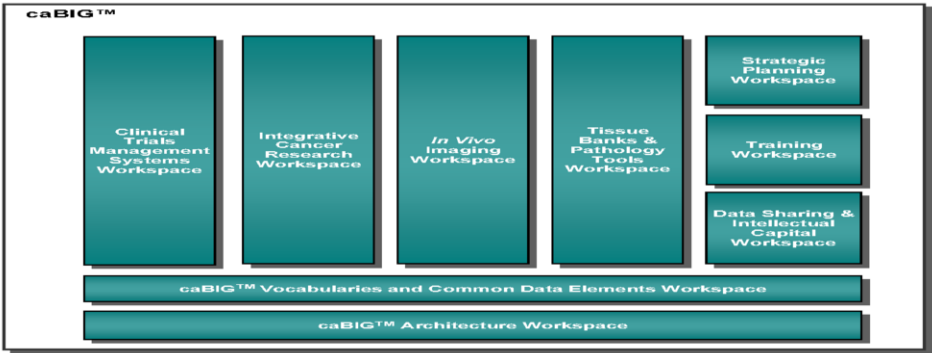 caBIG™
Clinical
Trials
Management
Systems
Workspace
Integrative
Cancer
Research
Workspace
In Vivo
Imaging
Workspace
Tissue
Banks &
Pathology
Tools
Workspace
Strategic
Planning
Workspace
Training
Workspace
Data Sharing &
Intellectual
Capital
Workspace
caBIG™ Vocabularies and Common Data Elements Workspace
caBIG™ Architecture Workspace